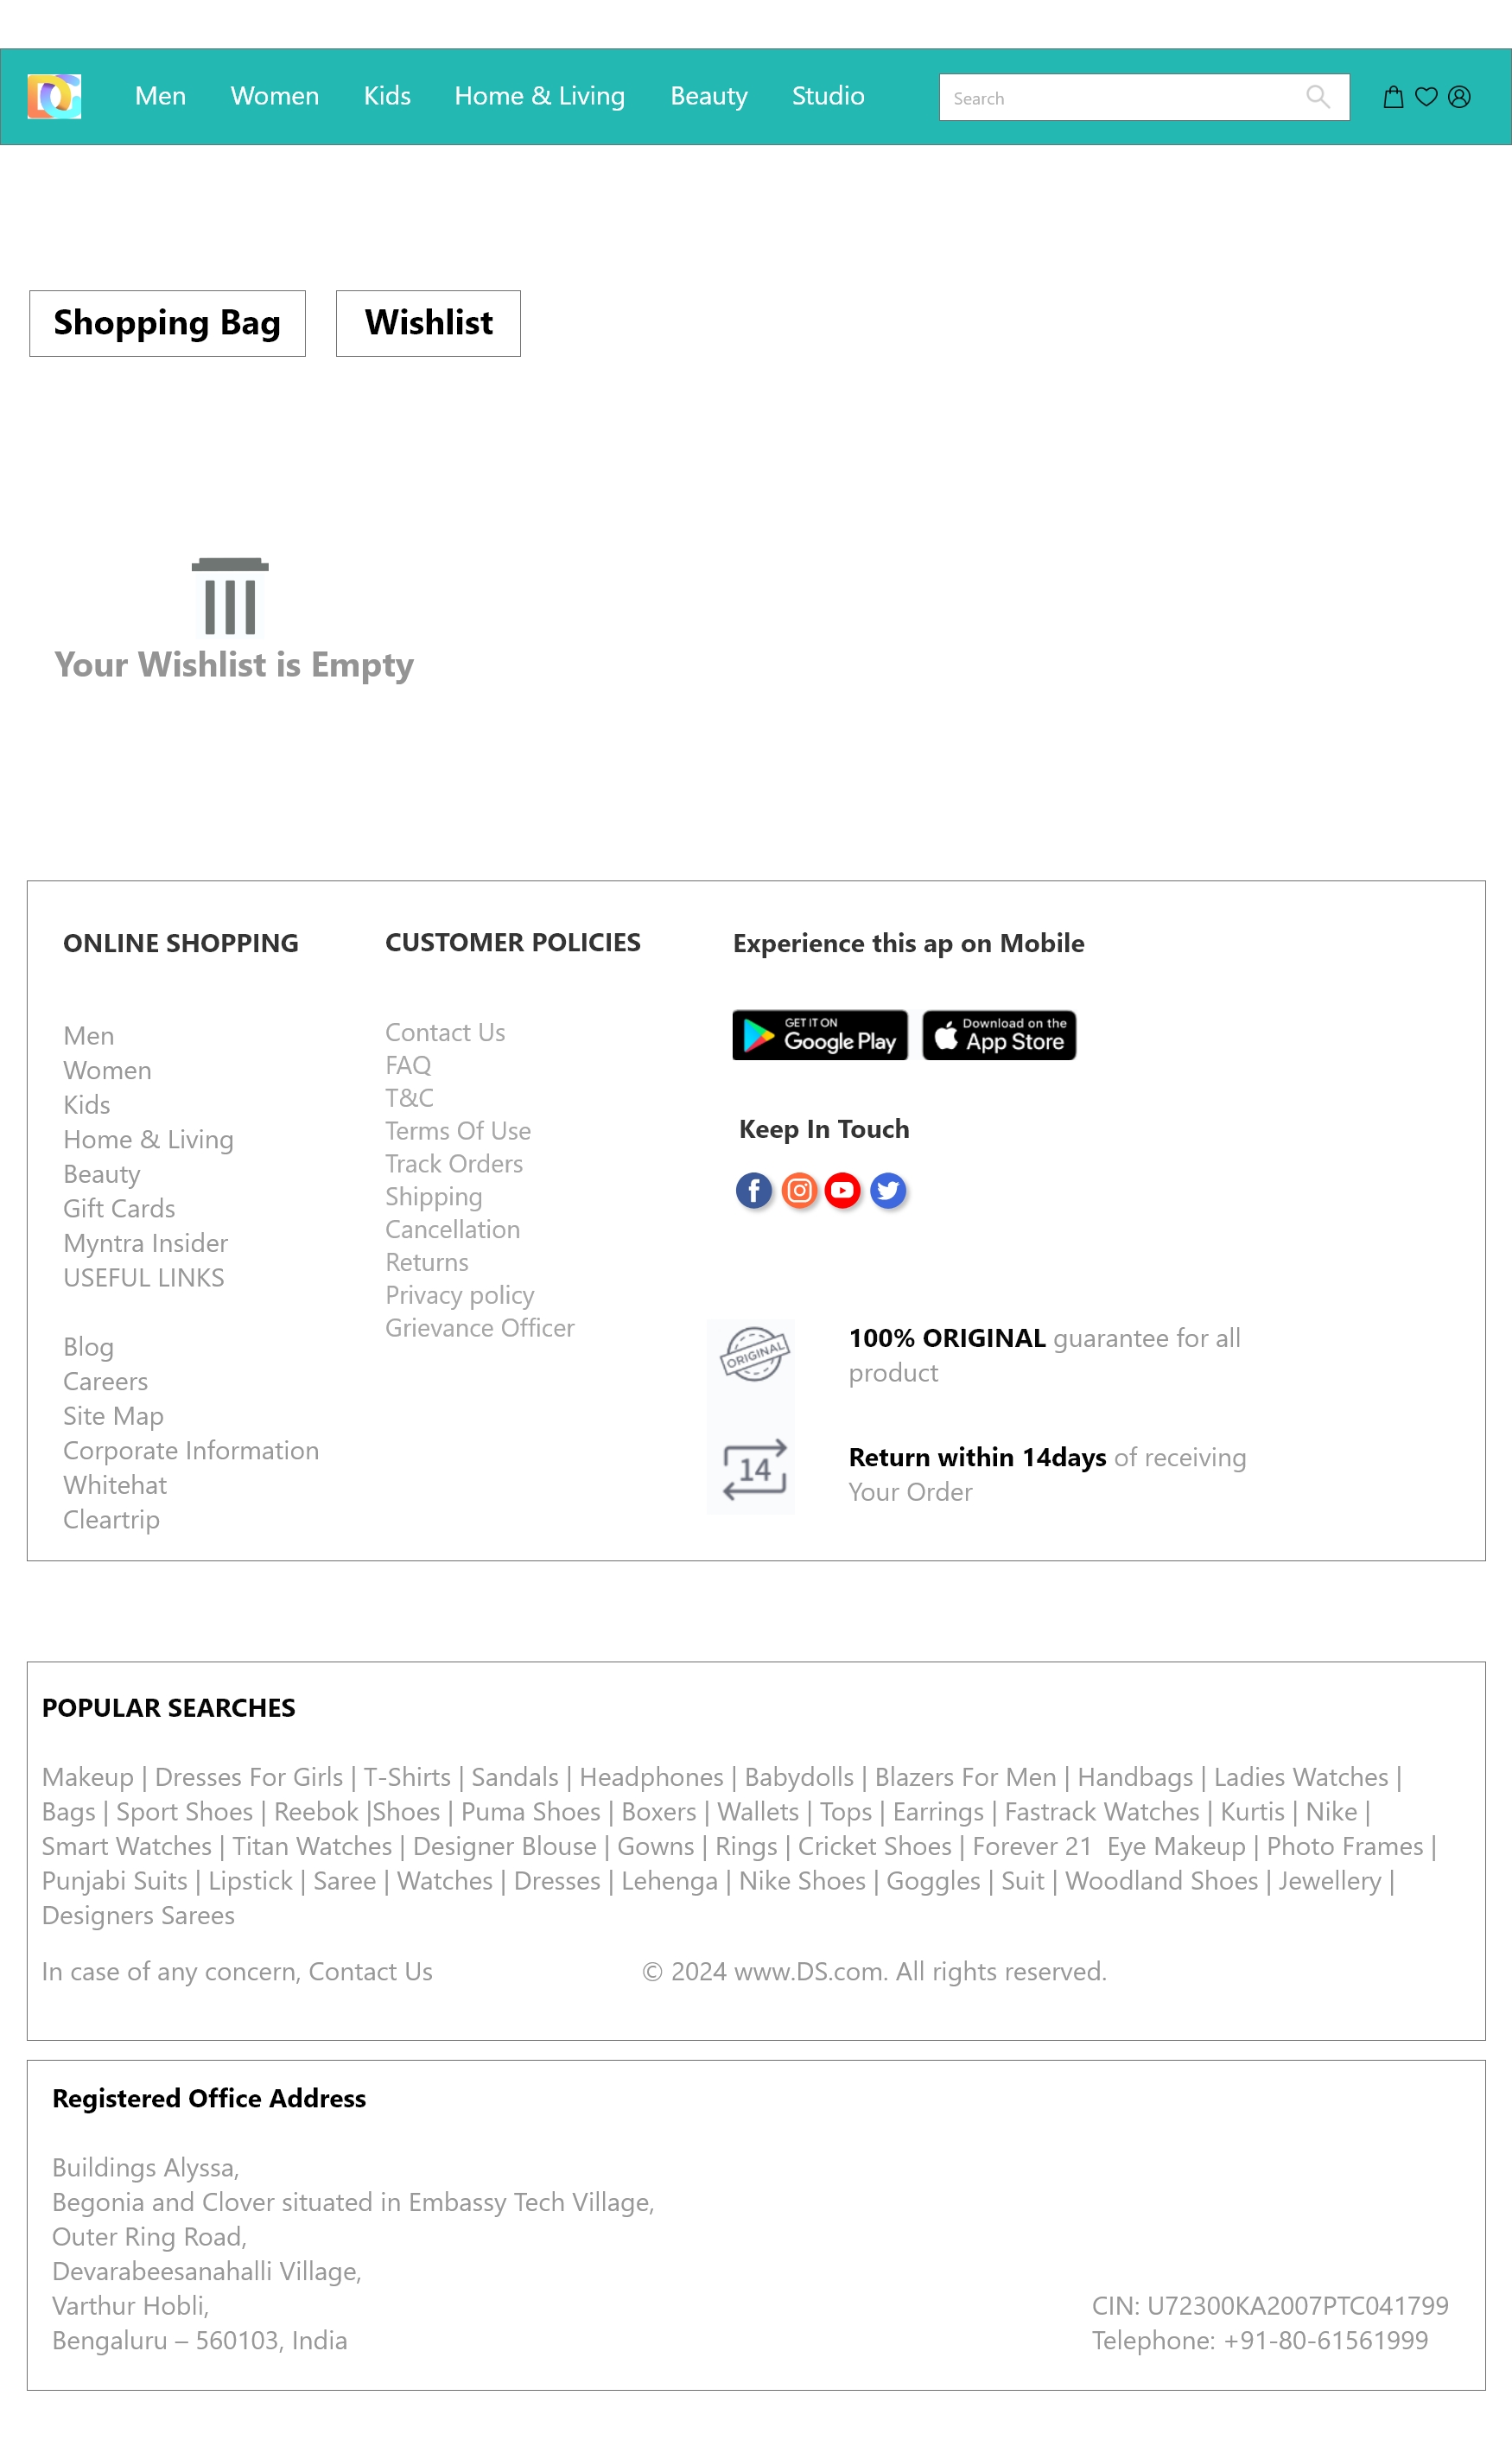 Men Women Kids Home & Living Beauty Studio Search
Shopping Bag Wishlist
Your Wishlist is Empty
ONLINE SHOPPING
Men
Women
Kids
Home & Living
Beauty
Gift Cards
Myntra Insider
USEFUL LINKS
Blog
Careers
Site Map
Corporate Information
Whitehat
Cleartrip
CUSTOMER POLICIES
Contact Us
FAQ
T&C
Terms Of Use
Track Orders
Shipping
Cancellation
Returns
Privacy policy
Grievance Officer
Experience this ap on Mobile
GET IT ON
Google Play
Download on the
App Store
Keep In Touch
ORIGINAL
100% ORIGINAL guarantee for all
product
14
Return within 14days of receiving
Your Order
POPULAR SEARCHES
Makeup | Dresses For Girls | T-Shirts | Sandals | Headphones | Babydolls | Blazers For Men | Handbags | Ladies Watches |
Bags | Sport Shoes | Reebok |Shoes | Puma Shoes | Boxers | Wallets | Tops | Earrings | Fastrack Watches | Kurtis | Nike |
Smart Watches | Titan Watches | Designer Blouse | Gowns | Rings | Cricket Shoes | Forever 21  Eye Makeup | Photo Frames |
Punjabi Suits | Lipstick | Saree | Watches | Dresses | Lehenga | Nike Shoes | Goggles | Suit | Woodland Shoes | Jewellery |
Designers Sarees
In case of any concern, Contact Us © 2024 www.DS.com. All rights reserved.
Registered Office Address
Buildings Alyssa,
Begonia and Clover situated in Embassy Tech Village,
Outer Ring Road,
Devarabeesanahalli Village,
Varthur Hobli,
Bengaluru – 560103, India
CIN: U72300KA2007PTC041799
Telephone: +91-80-61561999